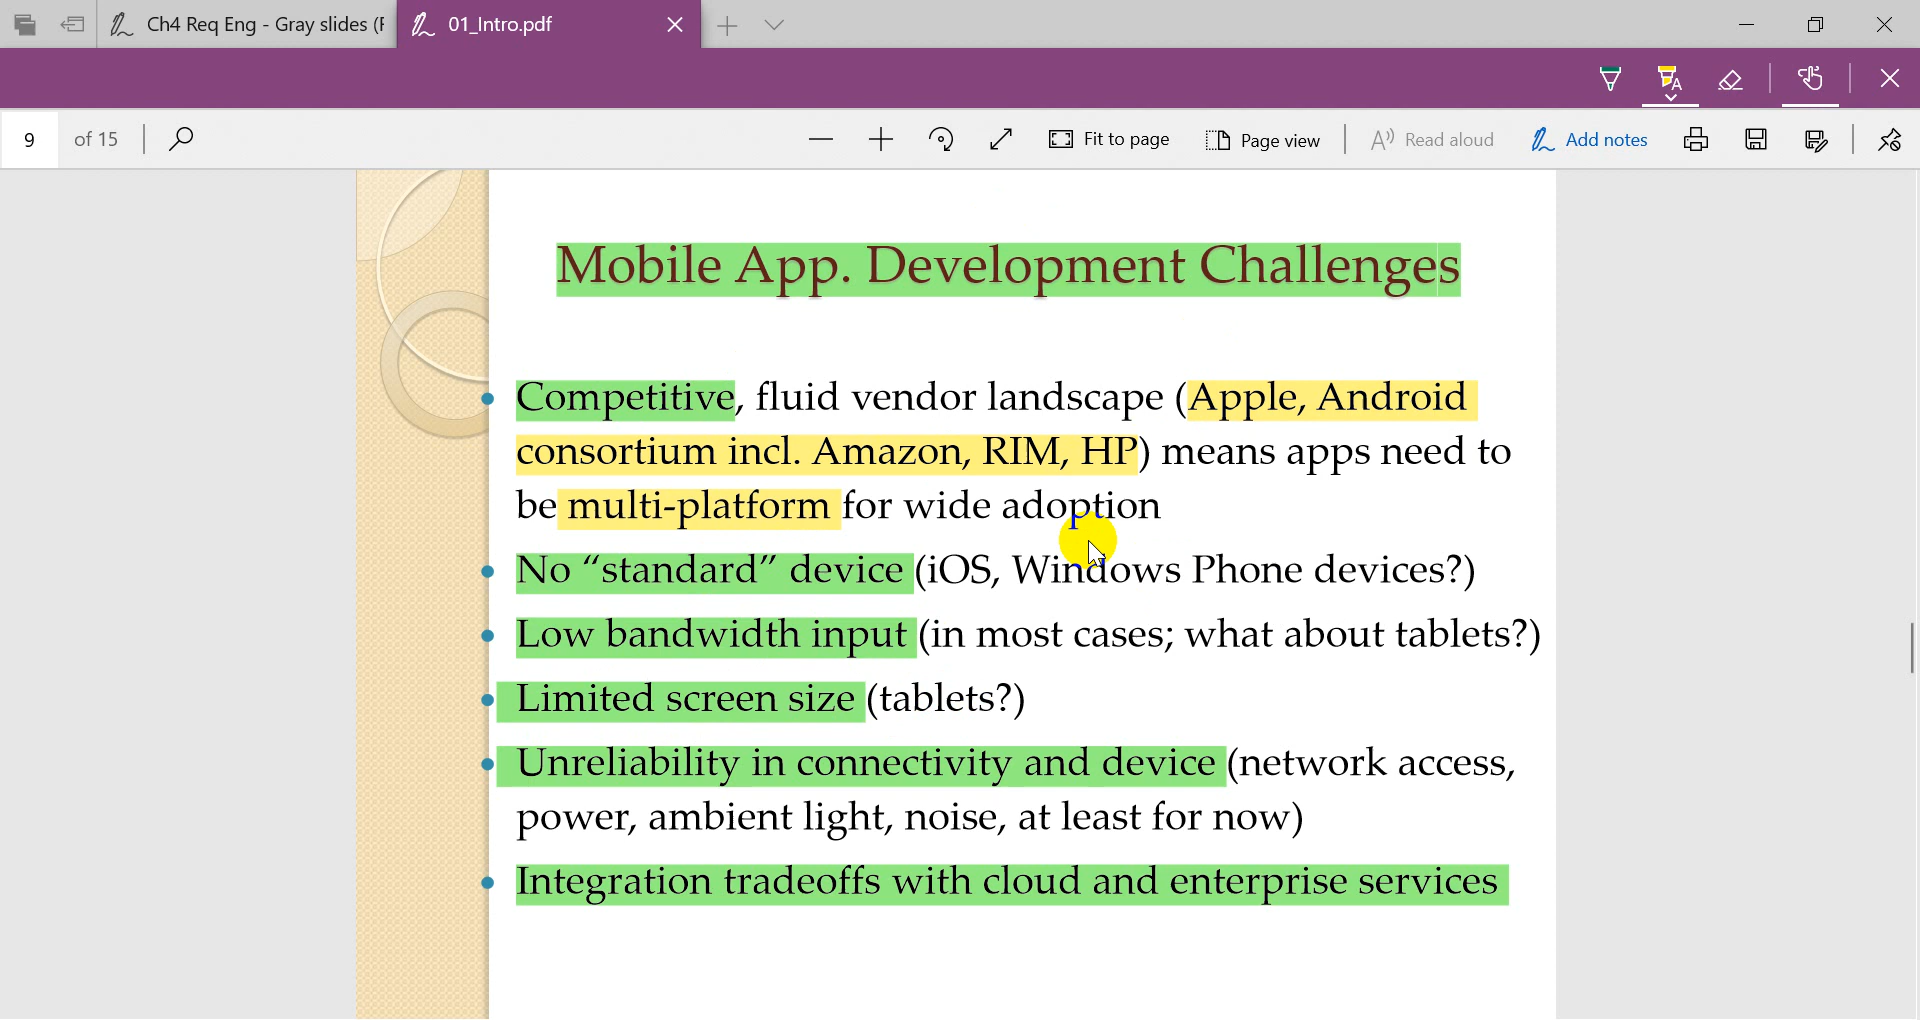 Ch4 Req Eng - Gray slides (F
01_Intro.pdf
9 of 15
Fit to page
Page view
Read aloud
Add notes
Mobile App. Development Challenges
• Competitive, fluid vendor landscape (Apple, Android
consortium incl. Amazon, RIM, HP) means apps need to
be multi-platform for wide adoption
• No “standard” device (iOS, Windows Phone devices?)
• Low bandwidth input (in most cases; what about tablets?)
• Limited screen size (tablets?)
• Unreliability in connectivity and device (network access,
power, ambient light, noise, at least for now)
• Integration tradeoffs with cloud and enterprise services